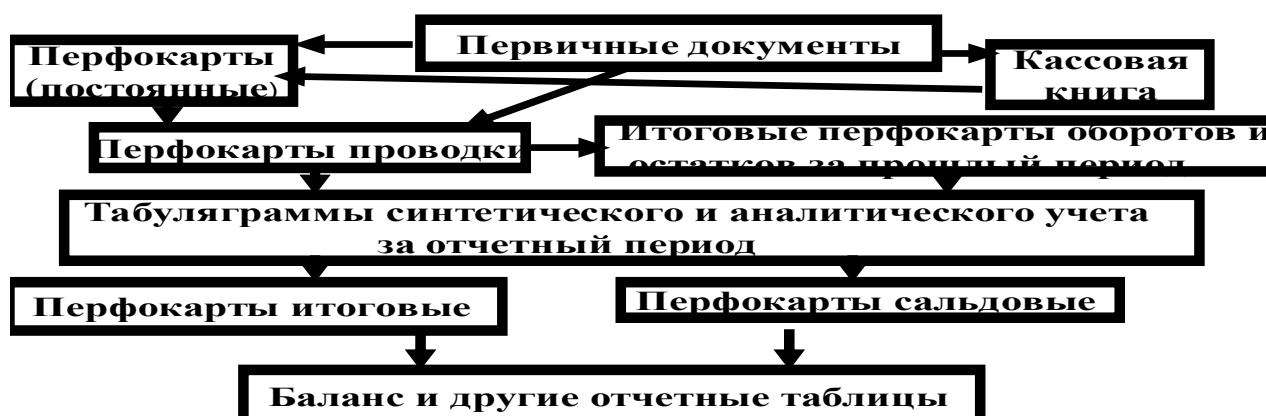 Первичные документы
Перфокарты
(постоянные)
Кассовая
книга
Перфокарты проводки
Итоговые перфокарты оборотов и
остатков за прошлый период
Табуляграммы синтетического и аналитического учета
за отчетный период
Перфокарты итоговые
Перфокарты сальдовые
Баланс и другие отчетные таблицы